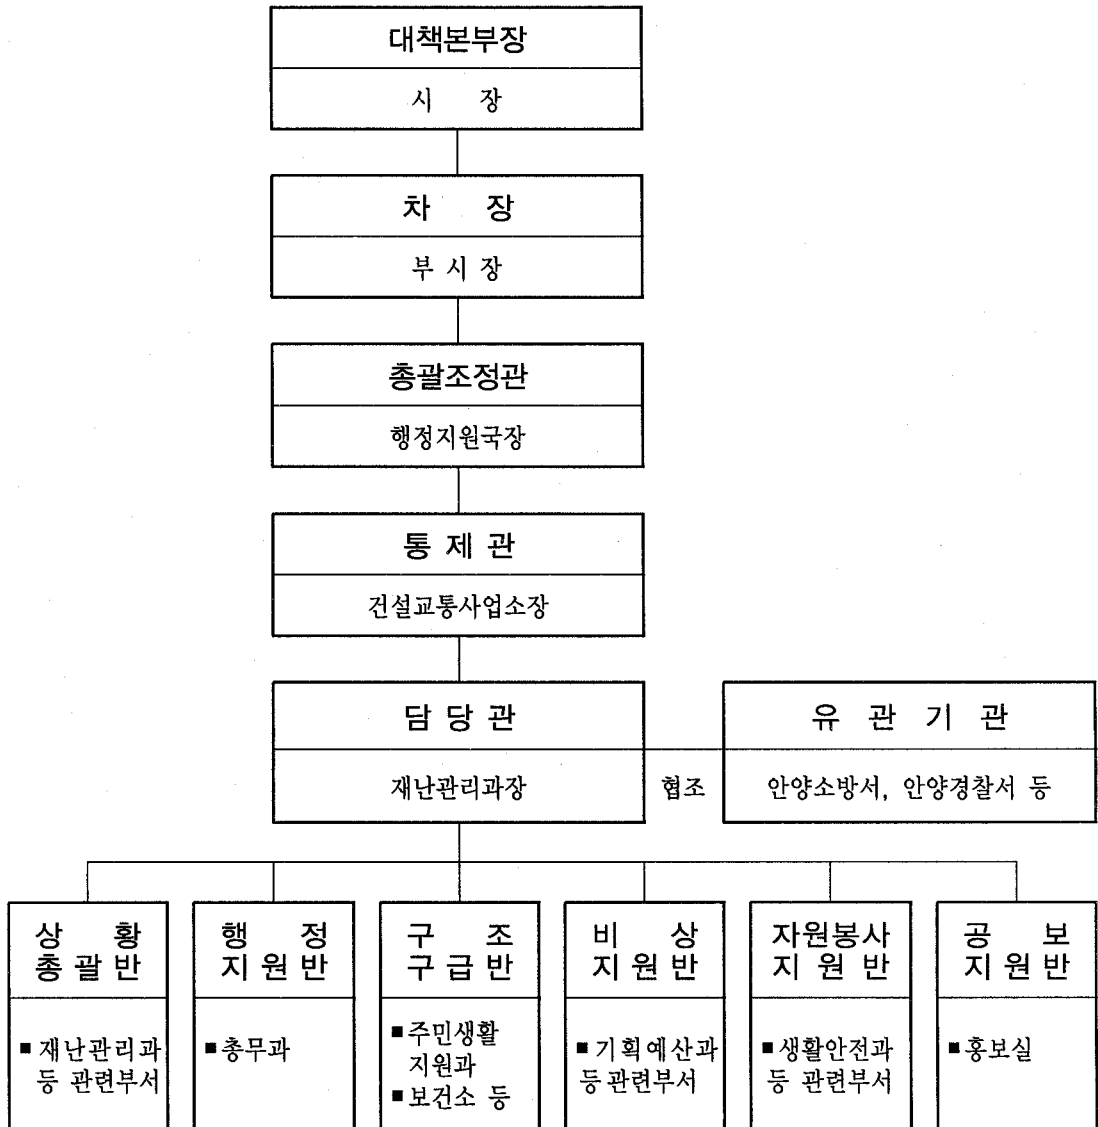 대책본부장
시 장
차 장
부 시 장
총괄조정관
행정지원국장
통 제 관
건설교통사업소장
담 당 관
재난관리과장
협조
유 관 기 관
안양소방서, 안양경찰서 등
상 황
총 괄 반
■ 재난관리과
등 관련부서
행 정
지 원 반
■ 총무과
구 조
구 급 반
■ 주민생활
지원과
■ 보건소 등
비 상
지 원 반
■ 기획예산과
등 관련부서
자원봉사
지 원 반
■ 생활안전과
등 관련부서
공 보
지 원 반
■ 홍보실